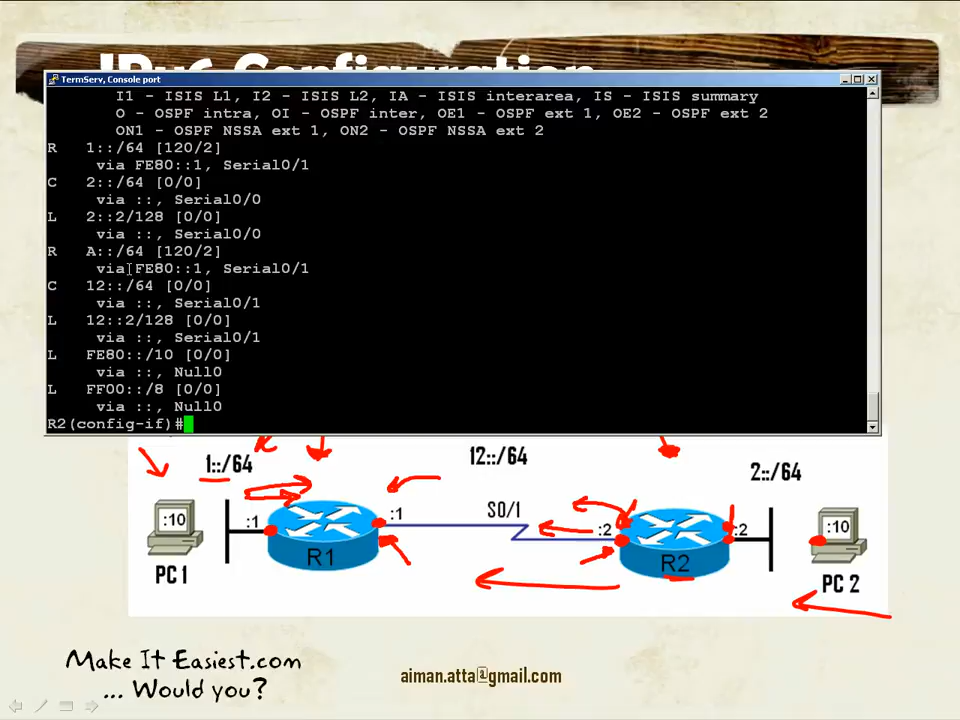 IPv6 Configuration
TermServ, Console port
I1 - ISIS L1, I2 - ISIS L2, IA - ISIS interarea, IS - ISIS summary
O - OSPF intra, OI - OSPF inter, OE1 - OSPF ext 1, OE2 - OSPF ext 2
ON1 - OSPF NSSA ext 1, ON2 - OSPF NSSA ext 2
R 1::/64 [120/2]
via FE80::1, Serial0/1
C 2::/64 [0/0]
via ::, Serial0/0
L 2::2/128 [0/0]
via ::, Serial0/0
R A::/64 [120/2]
via FE80::1, Serial0/1
C 12::/64 [0/0]
via ::, Serial0/1
L 12::2/128 [0/0]
via ::, Serial0/1
L FE80::/10 [0/0]
via ::, Null0
L FF00::/8 [0/0]
via ::, Null0
R2(config-if)#
1::/64
12::/64
2::/64
:10
:1
:1
S0/1
:2
:2
:10
R1
R2
PC 1
PC 2
Make It Easiest.com
... Would you?
aiman.atta@gmail.com